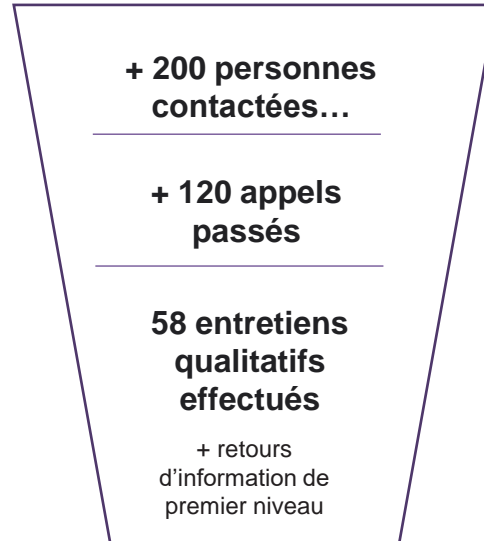 + 200 personnes
contactées…
+ 120 appels
passés
58 entretiens
qualitatifs
effectués
+ retours
d'information de
premier niveau